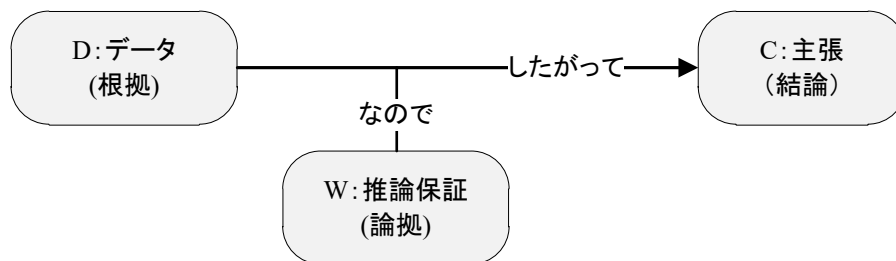 D：データ
(根拠)
したがって
C：主張
（結論）
なので
W：推論保証
(論拠)